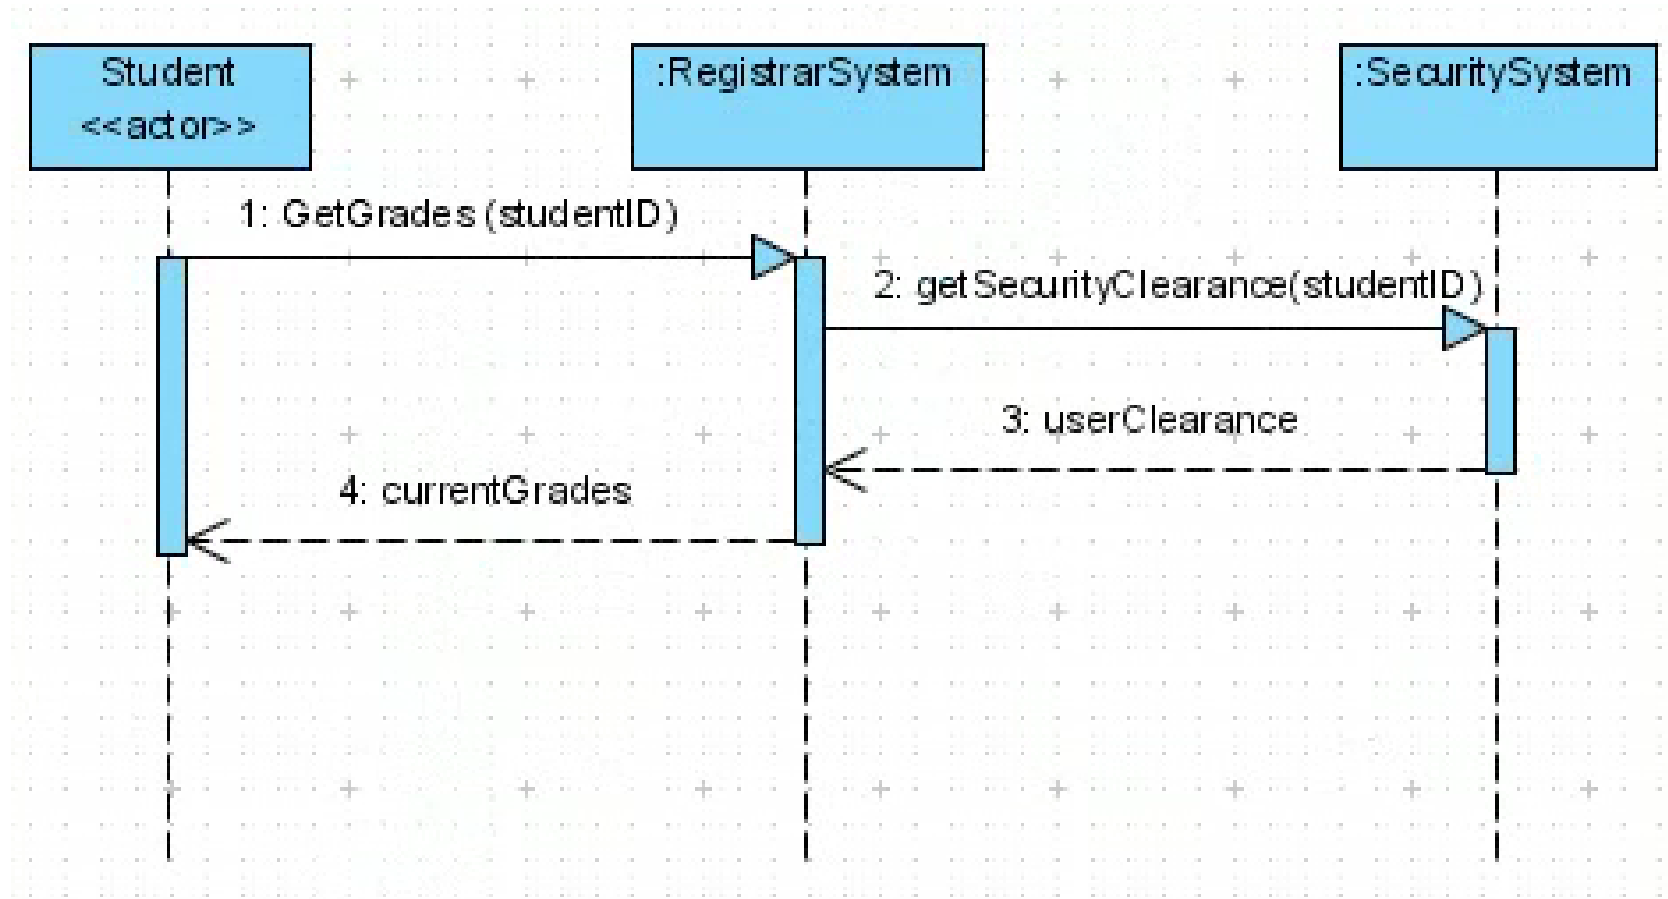 Student
<<actor>>
:RegistrarSystem
:SecuritySystem
1: GetGrades (studentID)
2: getSecurityClearance(studentID)
3: userClearance
4: currentGrades